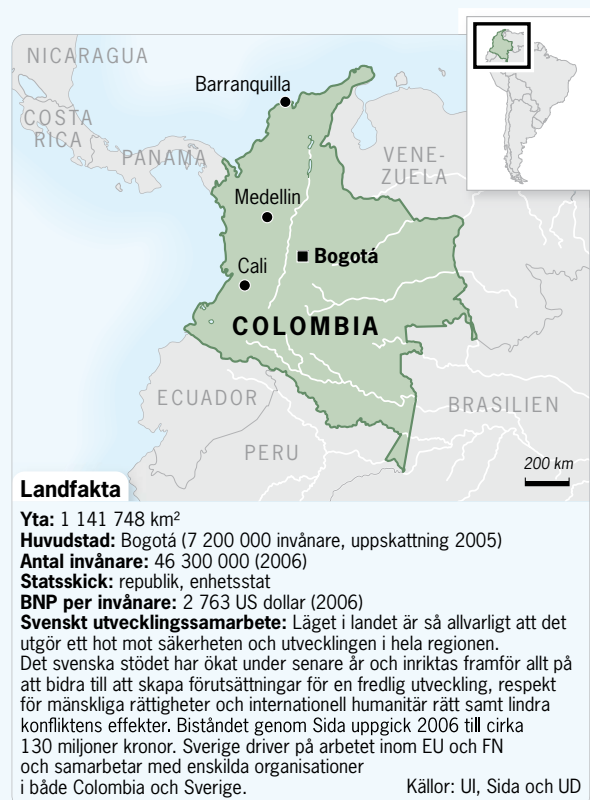 NICARAGUA
Barranquilla
COSTA
RICA
PANAMA
VENE-
ZUELA
Medellin
Bogotá
Cali
COLOMBIA
ECUADOR
BRASILIEN
PERU
200 km
Landfakta
Yta: 1 141 748 km²
Huvudstad: Bogotá (7 200 000 invånare, uppskattning 2005)
Antal invånare: 46 300 000 (2006)
Statsskick: republik, enhetsstat
BNP per invånare: 2 763 US dollar (2006)
Svenskt utvecklingssamarbete: Läget i landet är så allvarligt att det
utgör ett hot mot säkerheten och utvecklingen i hela regionen.
Det svenska stödet har ökat under senare år och inriktas framför allt på
att bidra till att skapa förutsättningar för en fredlig utveckling, respekt
för mänskliga rättigheter och internationell humanitär rätt samt lindra
konfliktens effekter. Biståndet genom Sida uppgick 2006 till cirka
130 miljoner kronor. Sverige driver på arbetet inom EU och FN
och samarbetar med enskilda organisationer
i både Colombia och Sverige.
Källor: UI, Sida och UD